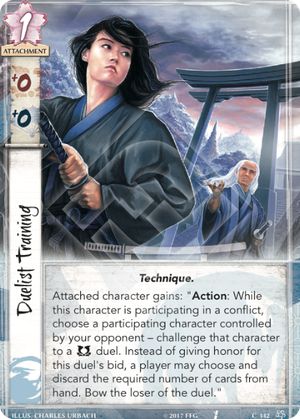 1
ATTACHMENT
+0
+0
Duelist Training
Technique.
Attached character gains: "Action: While
this character is participating in a conflict,
choose a participating character controlled
by your opponent – challenge that character
to a duel. Instead of giving honor for
this duel's bid, a player may choose and
discard the required number of cards from
hand. Bow the loser of the duel."
ILLUS: CHARLES URBACH
©2017 FFG
C 142